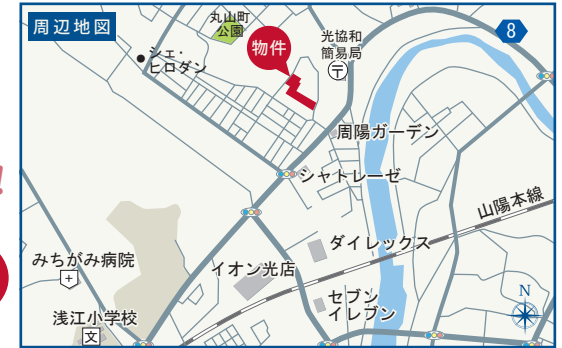 周辺地図
丸山町
公園
8
シェ・
ヒロダン
物件
光協和
簡易局
〒
周陽ガーデン
シャトレーゼ
山陽本線
ダイレックス
みちがみ病院
イオン光店
セブン
イレブン
N
浅江小学校
文